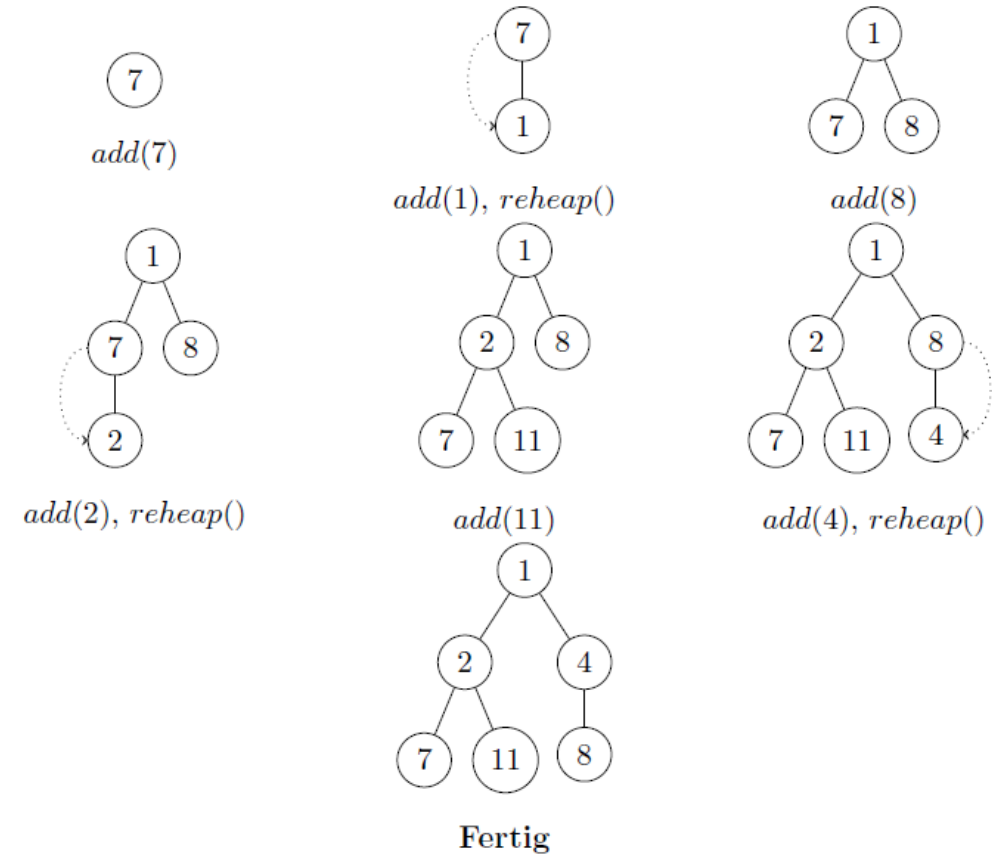 7
add(7)
7
1
add(1), reheap()
1
7 8
add(8)
1
7 8
2
add(2), reheap()
1
2 8
7 11
add(11)
1
2 8
7 11 4
add(4), reheap()
1
2 4
7 11 8
Fertig